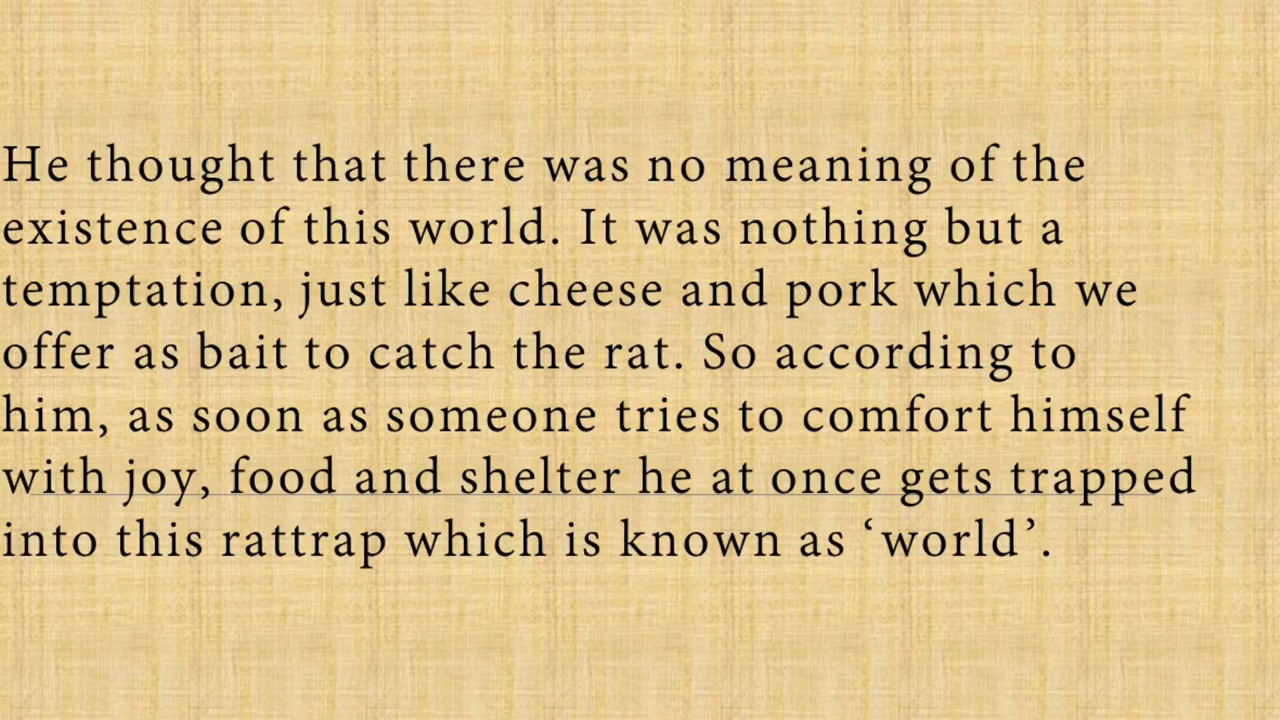 He thought that there was no meaning of the
existence of this world. It was nothing but a
temptation, just like cheese and pork which we
offer as bait to catch the rat. So according to
him, as soon as someone tries to comfort himself
with joy, food and shelter he at once gets trapped
into this rattrap which is known as ‘world’.